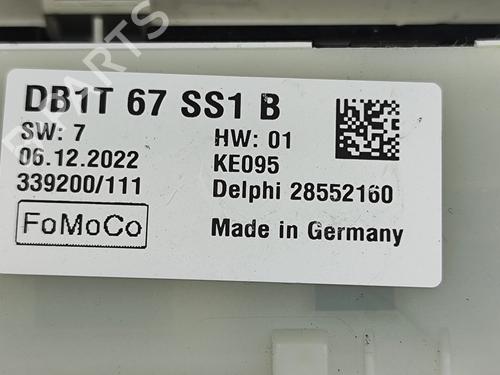 PARTS
DB1T 67 SS1 B
SW: 7
HW: 01
06.12.2022
KE095
339200/111
Delphi 28552160
FoMoCo
Made in Germany